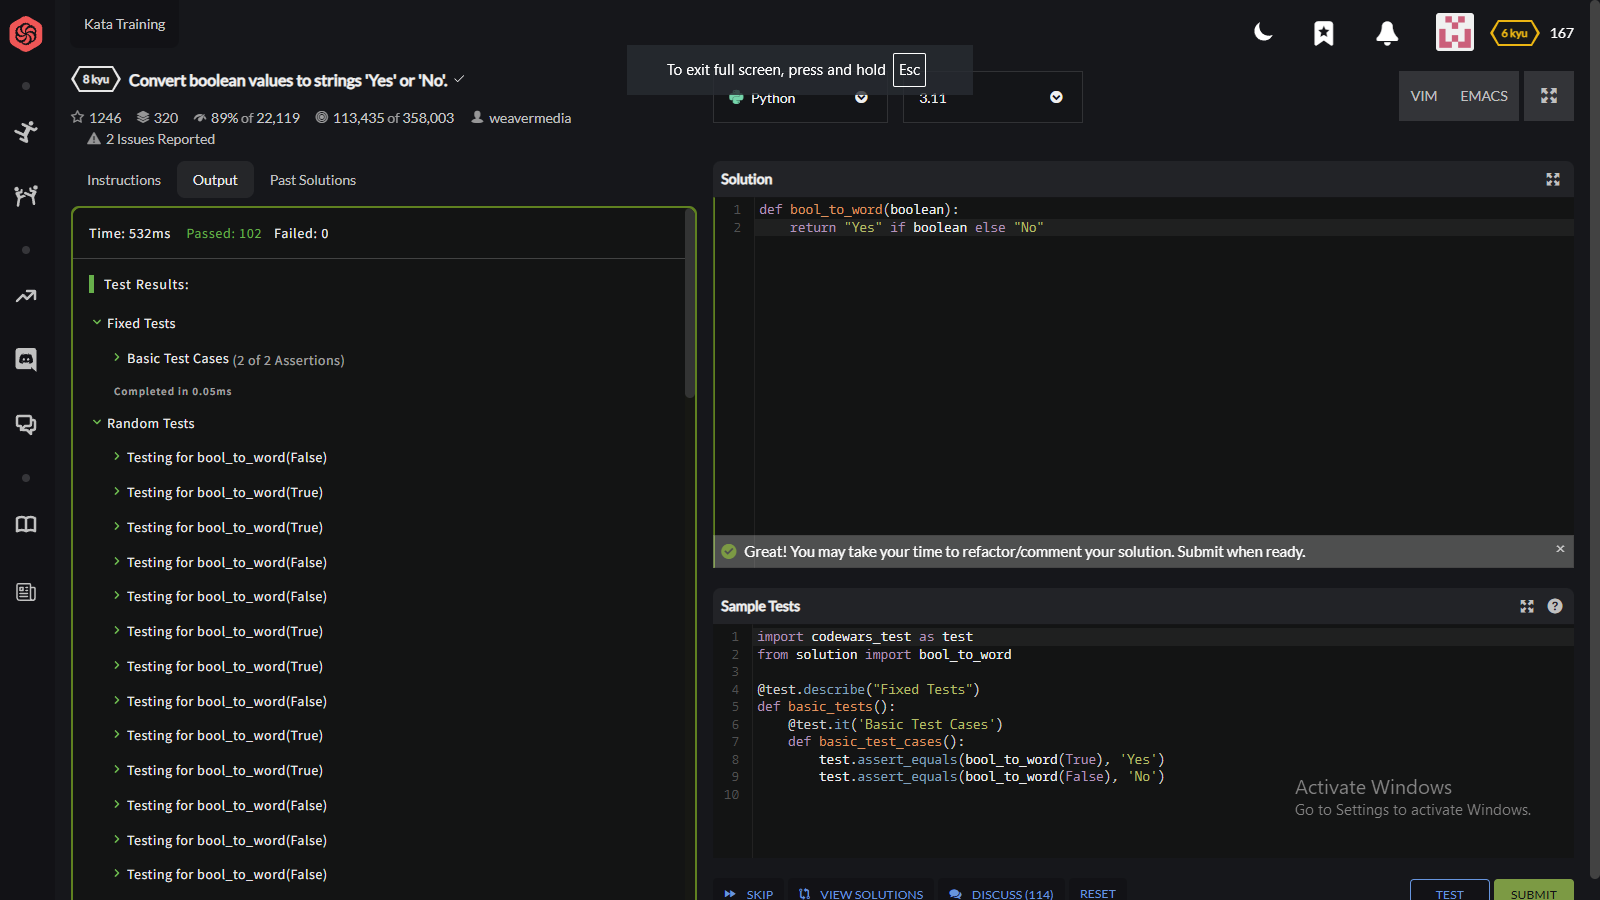 Kata Training
To exit full screen, press and hold Esc
6 kyu 167
8 kyu Convert boolean values to strings 'Yes' or 'No'.
1246 320 89% of 22,119 113,435 of 358,003 weavermedia
2 Issues Reported
Python 3.11
VIM EMACS
Instructions Output Past Solutions
Time: 532ms Passed: 102 Failed: 0
Test Results:
Fixed Tests
Basic Test Cases (2 of 2 Assertions)
Completed in 0.05ms
Random Tests
Testing for bool_to_word(False)
Testing for bool_to_word(True)
Testing for bool_to_word(True)
Testing for bool_to_word(False)
Testing for bool_to_word(False)
Testing for bool_to_word(True)
Testing for bool_to_word(True)
Testing for bool_to_word(False)
Testing for bool_to_word(True)
Testing for bool_to_word(True)
Testing for bool_to_word(False)
Testing for bool_to_word(False)
Testing for bool_to_word(False)
Solution
1 def bool_to_word(boolean):
2 return "Yes" if boolean else "No"
Great! You may take your time to refactor/comment your solution. Submit when ready.
Sample Tests
1 import codewars_test as test
2 from solution import bool_to_word
3
4 @test.describe("Fixed Tests")
5 def basic_tests():
6 @test.it('Basic Test Cases')
7 def basic_test_cases():
8 test.assert_equals(bool_to_word(True), 'Yes')
9 test.assert_equals(bool_to_word(False), 'No')
10
Activate Windows
Go to Settings to activate Windows.
SKIP VIEW SOLUTIONS DISCUSS (114) RESET TEST SUBMIT